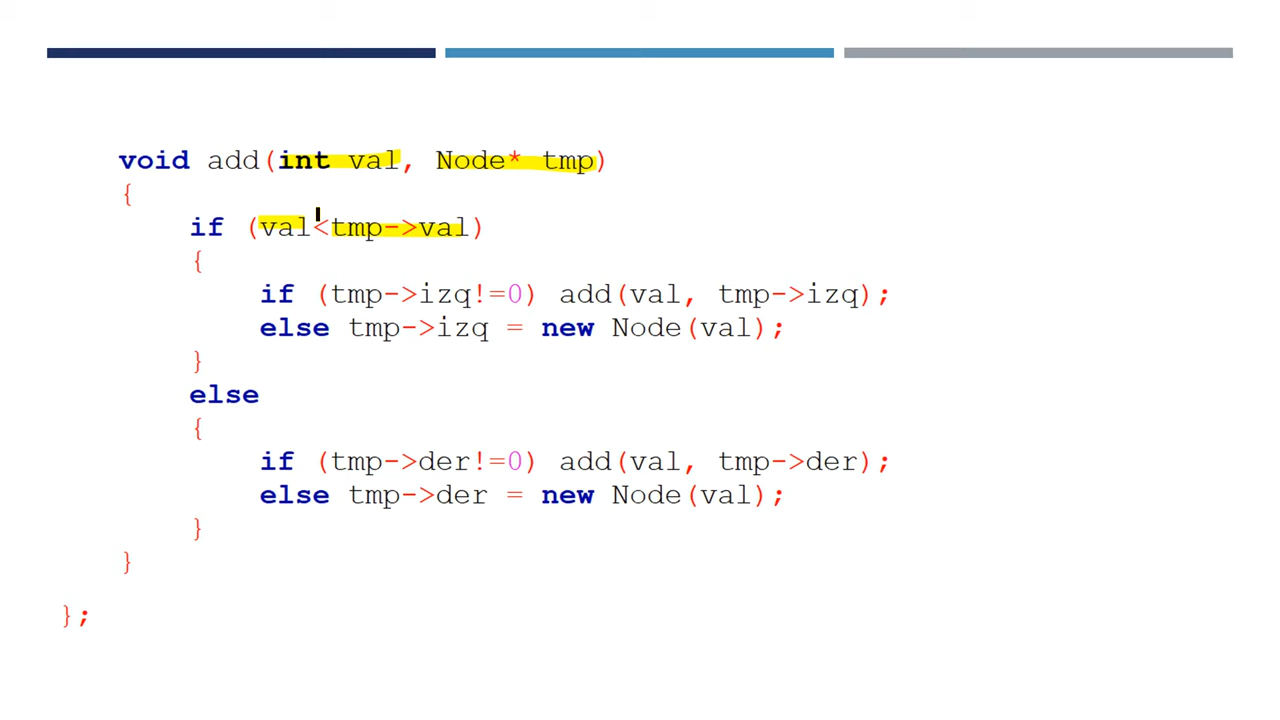 void add(int val, Node* tmp)
{
if (val<tmp->val)
{
if (tmp->izq!=0) add(val, tmp->izq);
else tmp->izq = new Node(val);
}
else
{
if (tmp->der!=0) add(val, tmp->der);
else tmp->der = new Node(val);
}
}
};